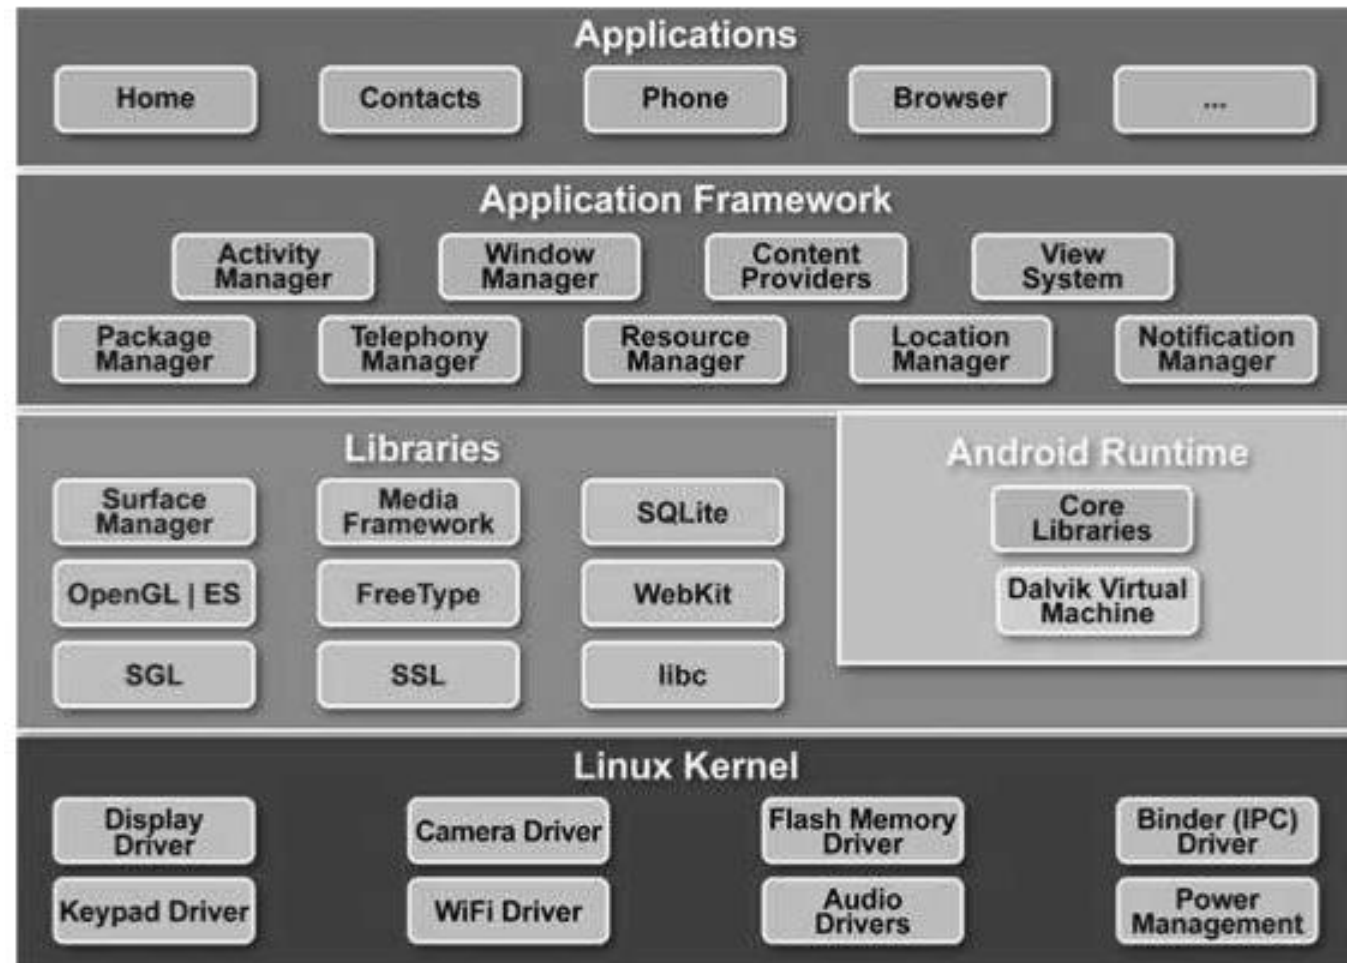 Applications
Home
Contacts
Phone
Browser
...
Application Framework
Activity
Manager
Window
Manager
Content
Providers
View
System
Package
Manager
Telephony
Manager
Resource
Manager
Location
Manager
Notification
Manager
Libraries
Surface
Manager
Media
Framework
SQLite
OpenGL | ES
FreeType
WebKit
SGL
SSL
libc
Android Runtime
Core
Libraries
Dalvik Virtual
Machine
Linux Kernel
Display
Driver
Camera Driver
Flash Memory
Driver
Binder (IPC)
Driver
Keypad Driver
WiFi Driver
Audio
Drivers
Power
Management